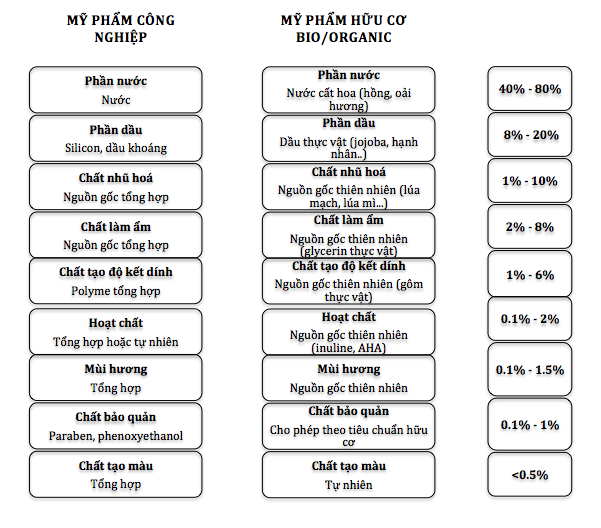 MỸ PHẨM CÔNG
NGHIỆP
MỸ PHẨM HỮU CƠ
BIO/ORGANIC
Phần nước
Nước
Phần nước
Nước cất hoa (hồng, oải
hương)
40% - 80%
Phần dầu
Silicon, dầu khoáng
Phần dầu
Dầu thực vật (jojoba, hạnh
nhân..)
8% - 20%
Chất nhũ hoá
Nguồn gốc tổng hợp
Chất nhũ hoá
Nguồn gốc thiên nhiên (lúa
mạch, lúa mì...)
1% - 10%
Chất làm ẩm
Nguồn gốc tổng hợp
Chất làm ẩm
Nguồn gốc thiên nhiên
(glycerin thực vật)
2% - 8%
Chất tạo độ kết dính
Polyme tổng hợp
Chất tạo độ kết dính
Nguồn gốc thiên nhiên (gôm
thực vật)
1% - 6%
Hoạt chất
Tổng hợp hoặc tự nhiên
Hoạt chất
Nguồn gốc thiên nhiên
(inuline, AHA)
0.1% - 2%
Mùi hương
Tổng hợp
Mùi hương
Nguồn gốc thiên nhiên
0.1% - 1.5%
Chất bảo quản
Paraben, phenoxyethanol
Chất bảo quản
Cho phép theo tiêu chuẩn hữu
cơ
0.1% - 1%
Chất tạo màu
Tổng hợp
Chất tạo màu
Tự nhiên
<0.5%